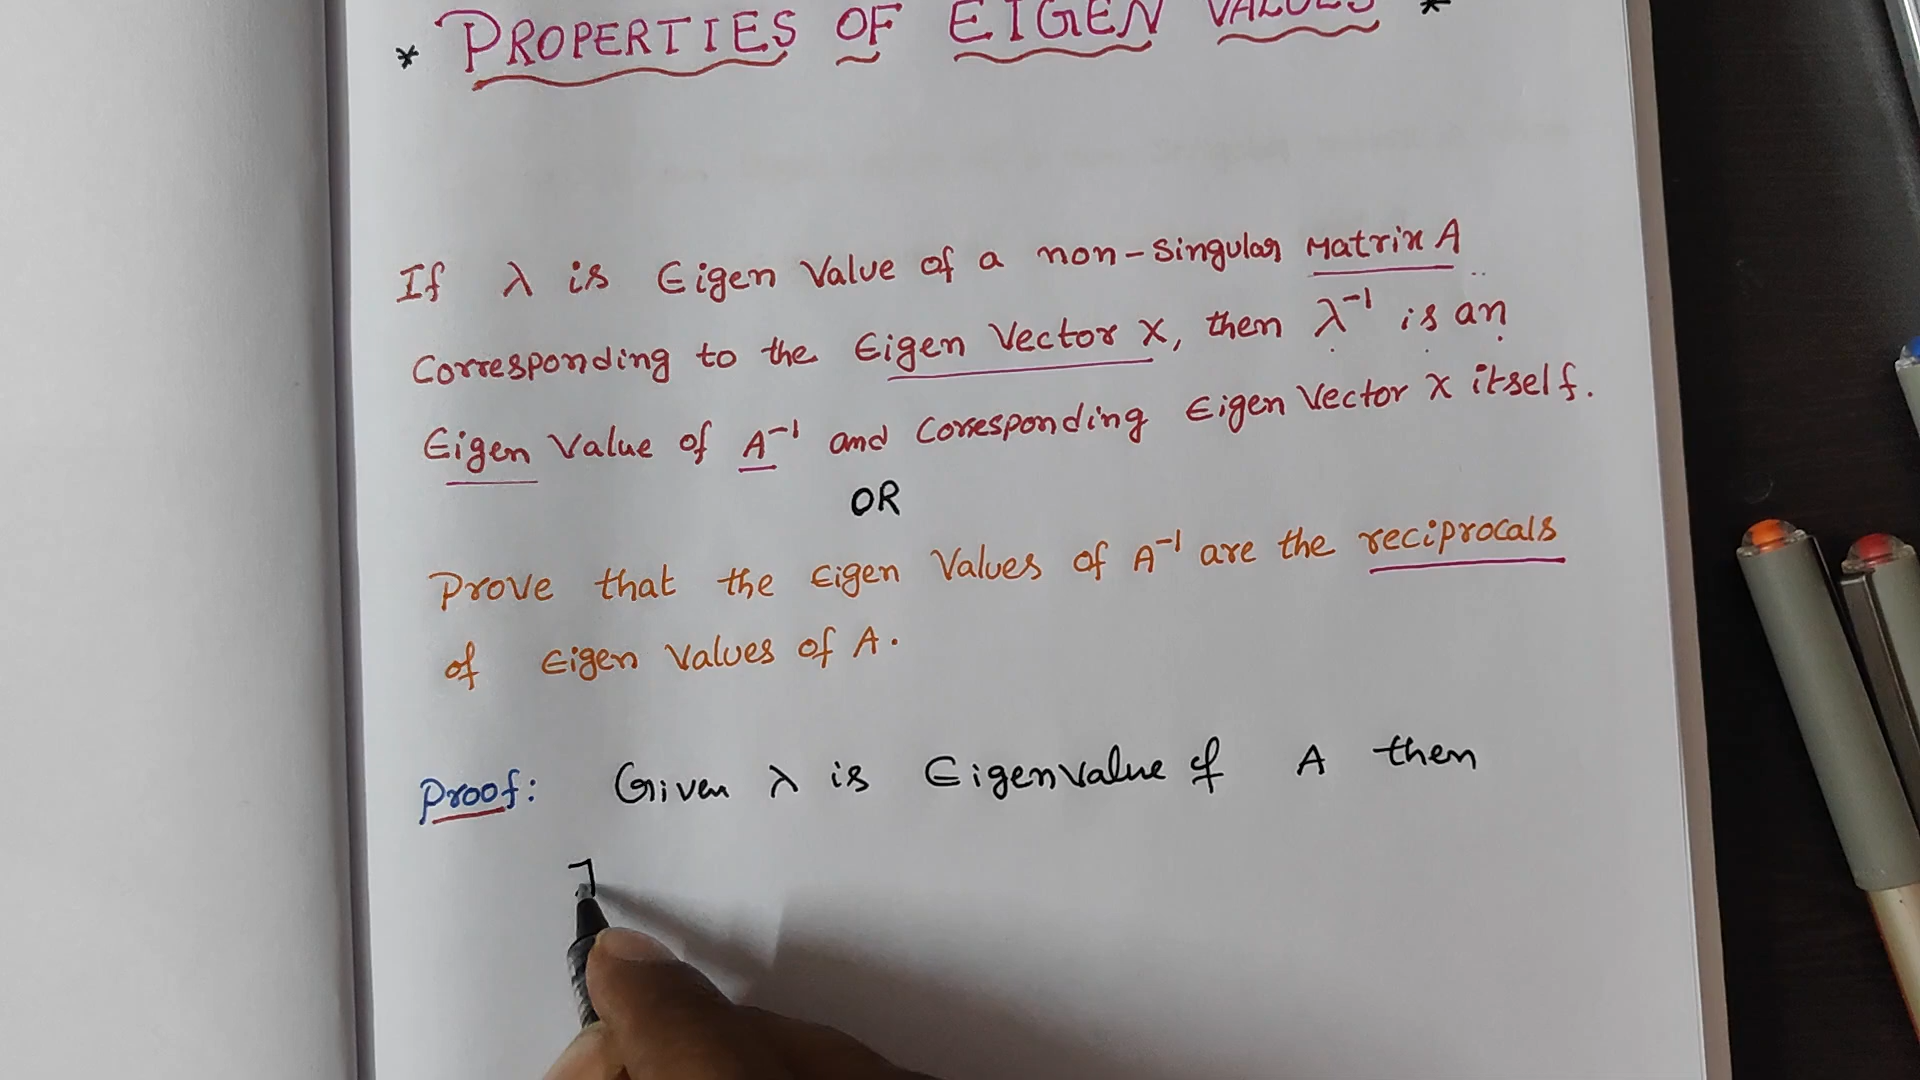 * PROPERTIES OF EIGEN VALUES *
If λ is Eigen Value of a non-singular Matrix A
Corresponding to the Eigen Vector X, then λ⁻¹ is an
Eigen Value of A⁻¹ and Corresponding Eigen Vector X itself.
OR
Prove that the Eigen Values of A⁻¹ are the reciprocals
of Eigen Values of A.
Proof: Given λ is Eigenvalue of A then